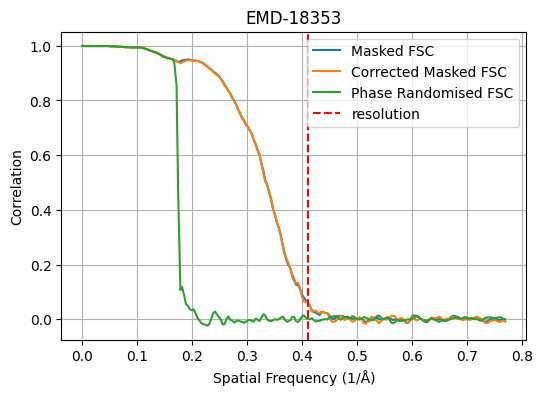 EMD-18353
Masked FSC
Corrected Masked FSC
Phase Randomised FSC
resolution
Correlation
1.0
0.8
0.6
0.4
0.2
0.0
0.0 0.1 0.2 0.3 0.4 0.5 0.6 0.7 0.8
Spatial Frequency (1/Å)